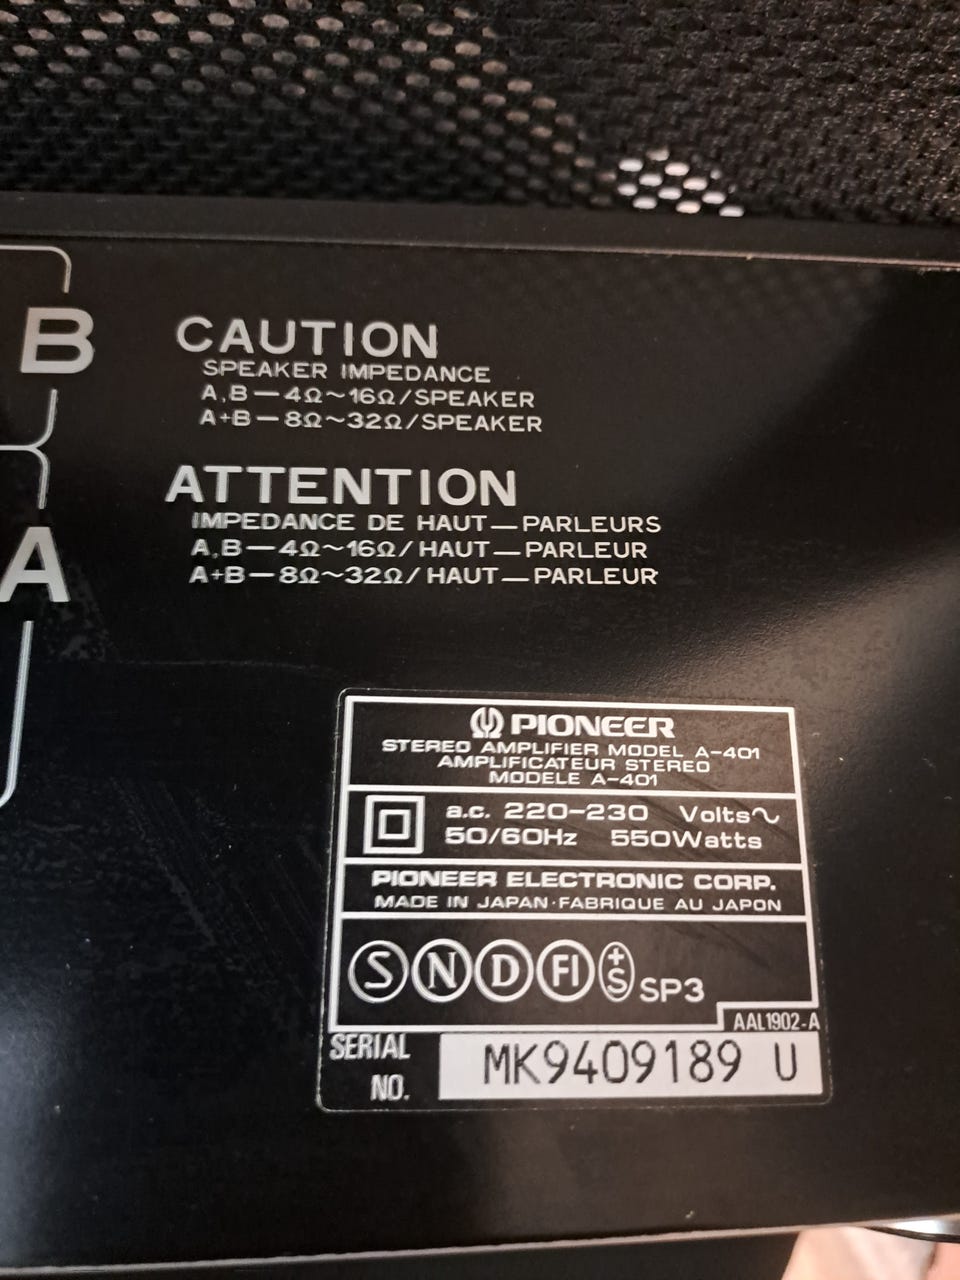 B
CAUTION
SPEAKER IMPEDANCE
A,B—4Ω~16Ω/SPEAKER
A+B—8Ω~32Ω/SPEAKER
ATTENTION
IMPEDANCE DE HAUT—PARLEURS
A,B—4Ω~16Ω/HAUT—PARLEUR
A+B—8Ω~32Ω/HAUT—PARLEUR
A
PIONEER
STEREO AMPLIFIER MODEL A-401
AMPLIFICATEUR STEREO
MODELE A-401
a.c. 220-230 Volts~
50/60Hz 550Watts
PIONEER ELECTRONIC CORP.
MADE IN JAPAN·FABRIQUE AU JAPON
S N D FI +S SP3
AAL1902-A
SERIAL NO. MK9409189 U